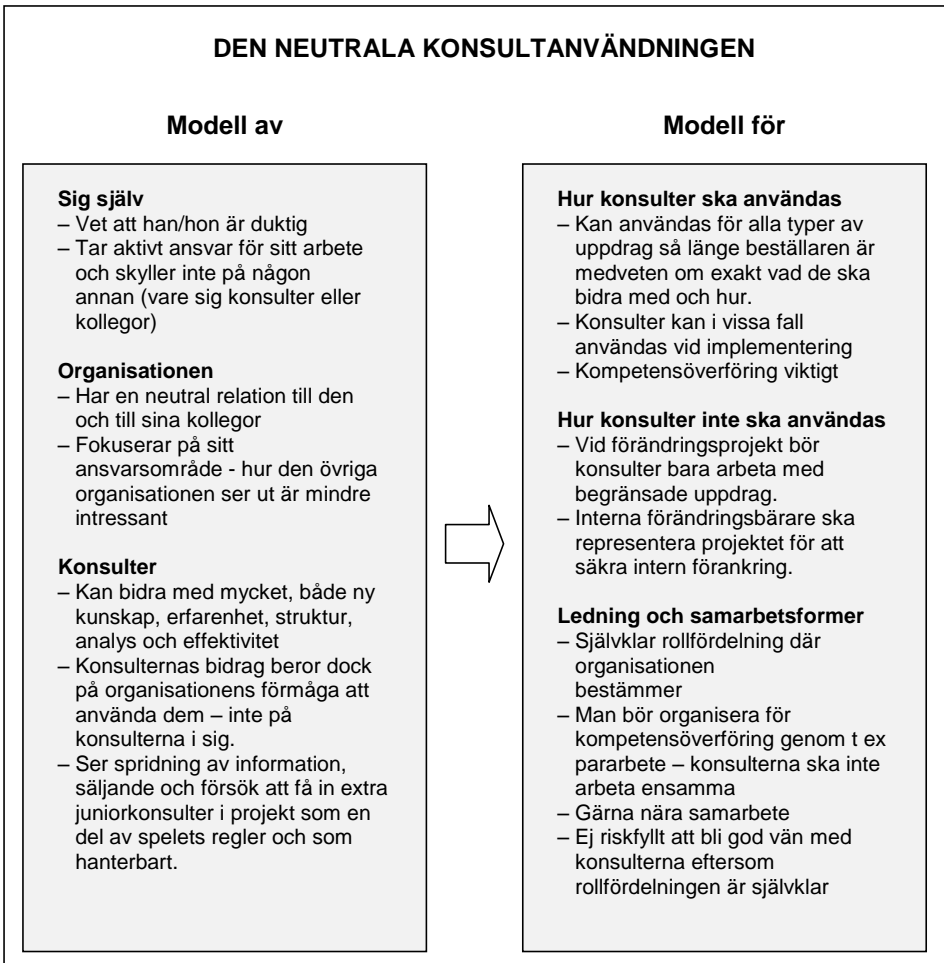 DEN NEUTRALA KONSULTANVÄNDNINGEN
Modell av
Sig själv
– Vet att han/hon är duktig
– Tar aktivt ansvar för sitt arbete
och skyller inte på någon
annan (vare sig konsulter eller
kollegor)
Organisationen
– Har en neutral relation till den
och till sina kollegor
– Fokuserar på sitt
ansvarsområde - hur den övriga
organisationen ser ut är mindre
intressant
Konsulter
– Kan bidra med mycket, både ny
kunskap, erfarenhet, struktur,
analys och effektivitet
– Konsulternas bidrag beror dock
på organisationens förmåga att
använda dem – inte på
konsulterna i sig.
– Ser spridning av information,
säljande och försök att få in extra
juniorkonsulter i projekt som en
del av spelets regler och som
hanterbart.
Modell för
Hur konsulter ska användas
– Kan användas för alla typer av
uppdrag så länge beställaren är
medveten om exakt vad de ska
bidra med och hur.
– Konsulter kan i vissa fall
användas vid implementering
– Kompetensöverföring viktigt
Hur konsulter inte ska användas
– Vid förändringsprojekt bör
konsulter bara arbeta med
begränsade uppdrag.
– Interna förändringsbärare ska
representera projektet för att
säkra intern förankring.
Ledning och samarbetsformer
– Självklar rollfördelning där
organisationen
bestämmer
– Man bör organisera för
kompetensöverföring genom t ex
pararbete – konsulterna ska inte
arbeta ensamma
– Gärna nära samarbete
– Ej riskfyllt att bli god vän med
konsulterna eftersom
rollfördelningen är självklar